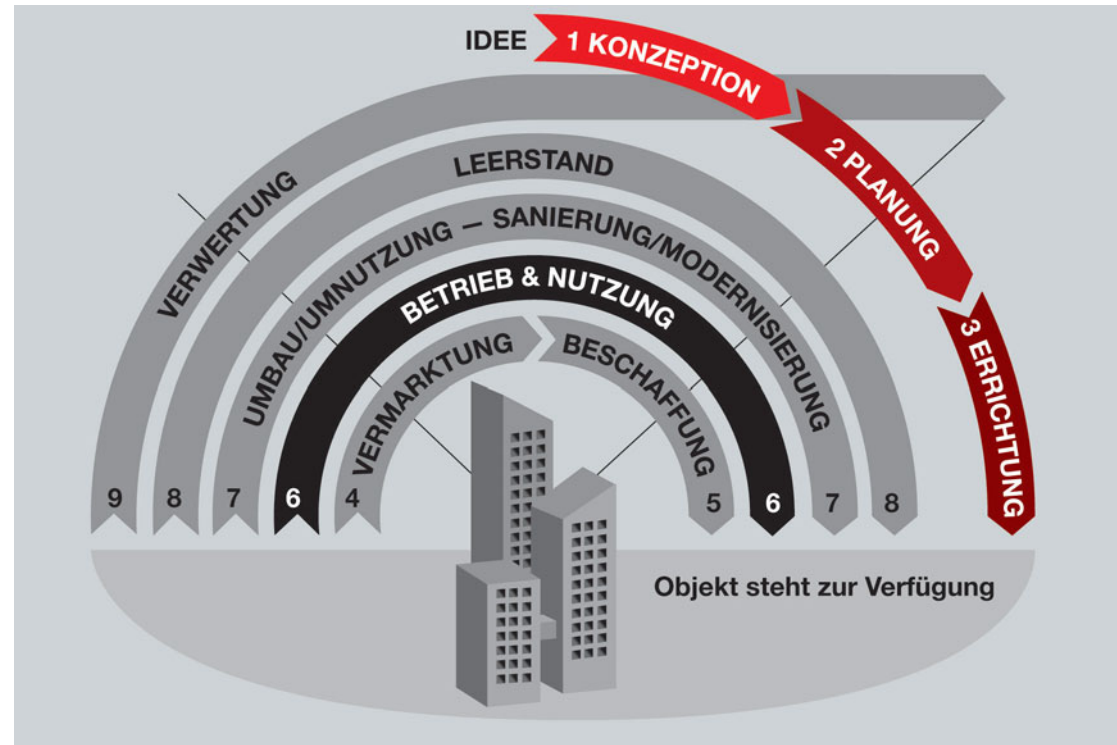 IDEE
1 KONZEPTION
2 PLANUNG
3 ERRICHTUNG
VERWERTUNG
LEERSTAND
UMBAU/UMNUTZUNG – SANIERUNG/MODERNISIERUNG
BETRIEB & NUTZUNG
VERMARKTUNG
BESCHAFFUNG
9 8 7 6 4 5 6 7 8
Objekt steht zur Verfügung